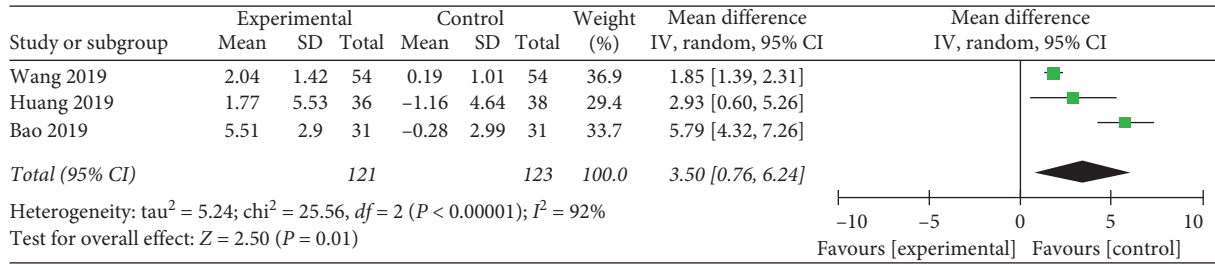 Experimental Control Weight Mean difference Mean difference
Study or subgroup Mean SD Total Mean SD Total (%) IV, random, 95% CI IV, random, 95% CI
Wang 2019 2.04 1.42 54 0.19 1.01 54 36.9 1.85 [1.39, 2.31]
Huang 2019 1.77 5.53 36 –1.16 4.64 38 29.4 2.93 [0.60, 5.26]
Bao 2019 5.51 2.9 31 –0.28 2.99 31 33.7 5.79 [4.32, 7.26]
Total (95% CI) 121 123 100.0 3.50 [0.76, 6.24]
Heterogeneity: tau² = 5.24; chi² = 25.56, df = 2 (P < 0.00001); I² = 92%
Test for overall effect: Z = 2.50 (P = 0.01)
–10 –5 0 5 10
Favours [experimental] Favours [control]